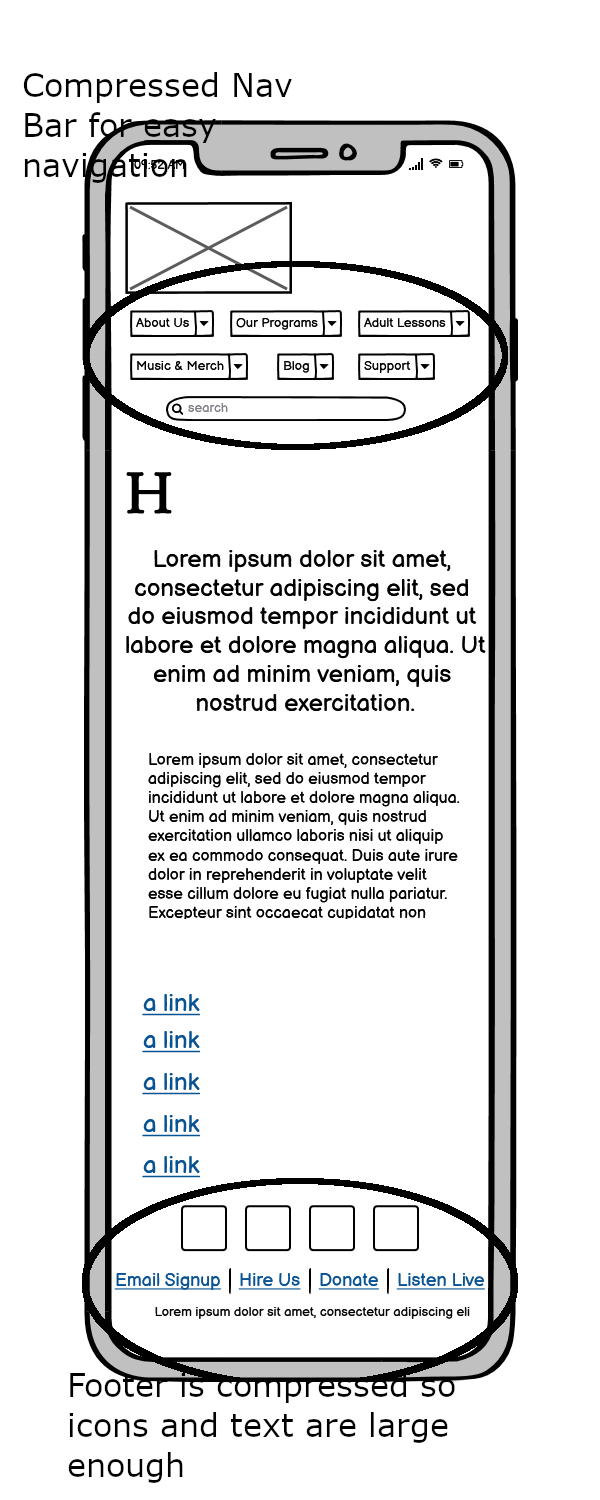 Compressed Nav
Bar for easy
navigation
09:52 AM
About Us
Our Programs
Adult Lessons
Music & Merch
Blog
Support
search
H
Lorem ipsum dolor sit amet,
consectetur adipiscing elit, sed
do eiusmod tempor incididunt ut
labore et dolore magna aliqua. Ut
enim ad minim veniam, quis
nostrud exercitation.
Lorem ipsum dolor sit amet, consectetur
adipiscing elit, sed do eiusmod tempor
incididunt ut labore et dolore magna aliqua.
Ut enim ad minim veniam, quis nostrud
exercitation ullamco laboris nisi ut aliquip
ex ea commodo consequat. Duis aute irure
dolor in reprehenderit in voluptate velit
esse cillum dolore eu fugiat nulla pariatur.
Excepteur sint occaecat cupidatat non
a link
a link
a link
a link
a link
Email Signup | Hire Us | Donate | Listen Live
Lorem ipsum dolor sit amet, consectetur adipiscing eli
Footer is compressed so
icons and text are large
enough